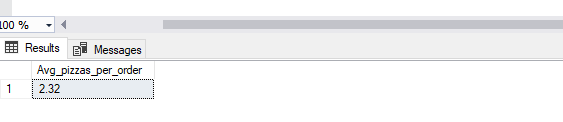 100 %
Results Messages
Avg_pizzas_per_order
1 2.32